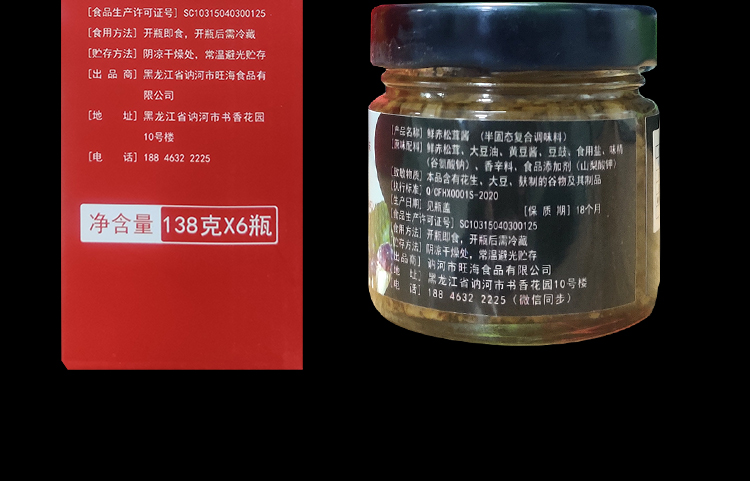 [食品生产许可证号] SC10315040300125
[食用方法] 开瓶即食，开瓶后需冷藏
[贮存方法] 阴凉干燥处，常温避光贮存
[出 品 商] 黑龙江省讷河市旺海食品有
限公司
[地 址] 黑龙江省讷河市书香花园
10号楼
[电 话] 188 4632 2225
净含量 138克X6瓶
[产品名称] 鲜赤松茸酱 （半固态复合调味料）
[原味配料] 鲜赤松茸、大豆油、黄豆酱、豆豉、食用盐、味精
（谷氨酸钠）、香辛料、食品添加剂（山梨酸钾）
[致敏物质] 本品含有花生、大豆、麸制的谷物及其制品
[执行标准] Q/CFHX0001S-2020
[生产日期] 见瓶盖 [保 质 期] 18个月
[食品生产许可证号] SC10315040300125
[食用方法] 开瓶即食，开瓶后需冷藏
[贮存方法] 阴凉干燥处，常温避光贮存
[出品商] 讷河市旺海食品有限公司
[地 址] 黑龙江省讷河市书香花园10号楼
[电 话] 188 4632 2225（微信同步）